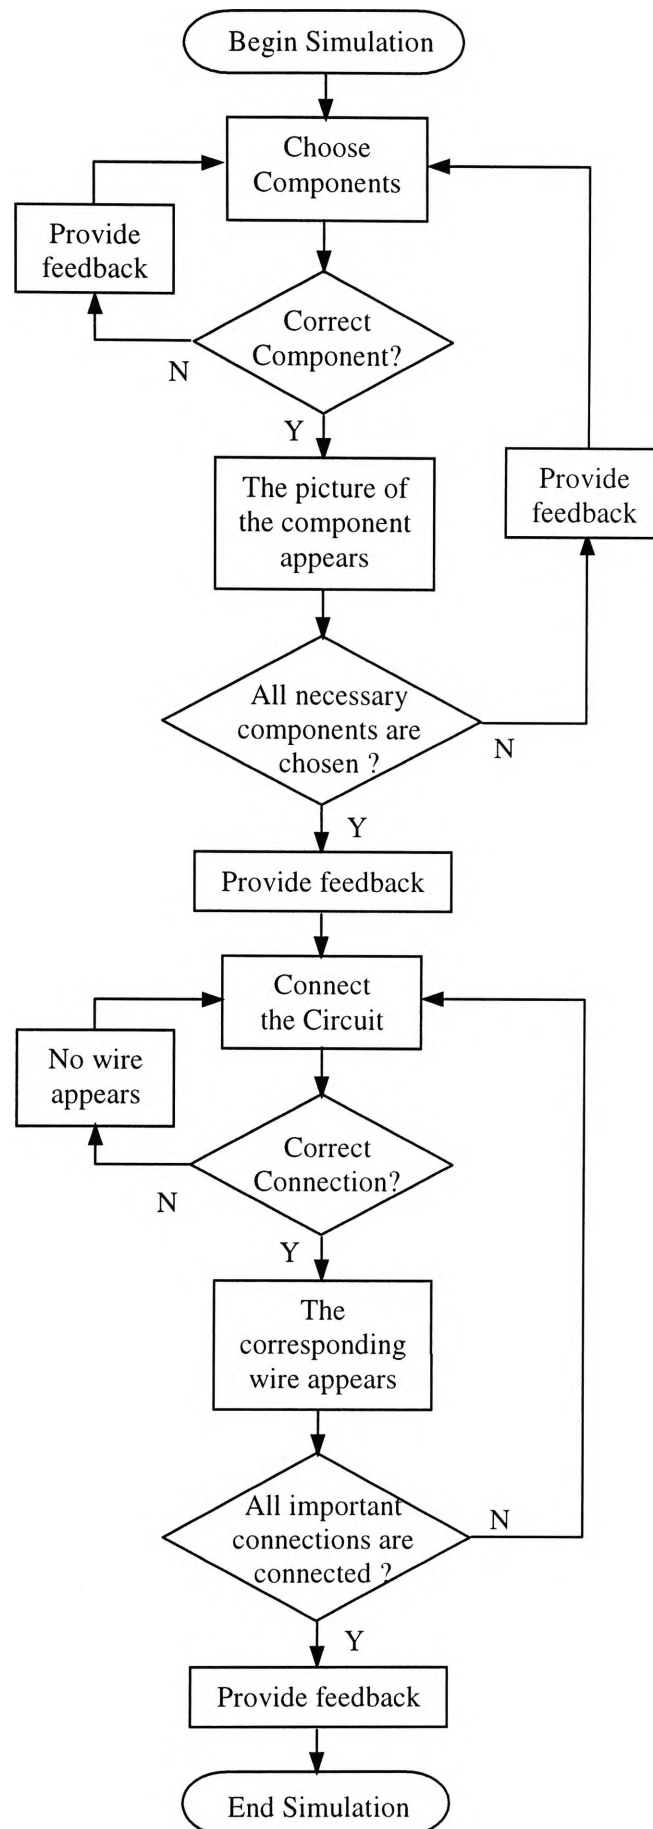 Begin Simulation
Choose
Components
Provide
feedback
Correct
Component?
N
Y
The picture of
the component
appears
Provide
feedback
All necessary
components are
chosen ?
N
Y
Provide feedback
Connect
the Circuit
No wire
appears
Correct
Connection?
N
Y
The
corresponding
wire appears
All important
connections are
connected ?
N
Y
Provide feedback
End Simulation